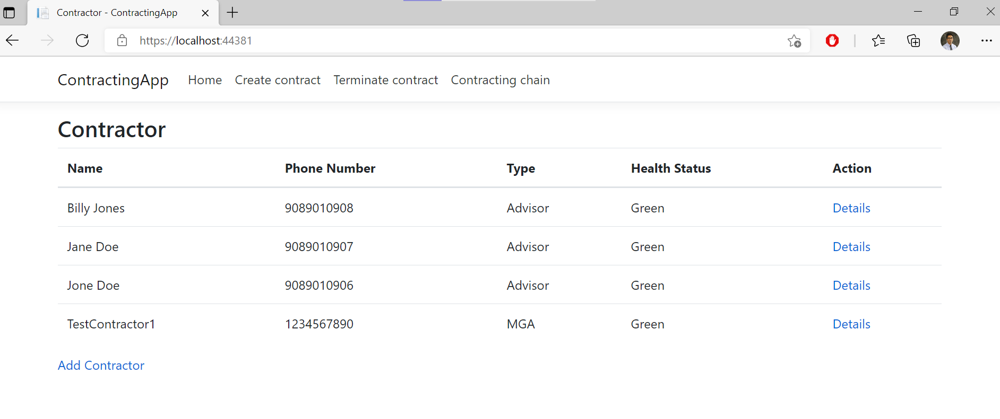 Contractor - ContractingApp
https://localhost:44381
ContractingApp Home Create contract Terminate contract Contracting chain
Contractor
Name Phone Number Type Health Status Action
Billy Jones 9089010908 Advisor Green Details
Jane Doe 9089010907 Advisor Green Details
Jone Doe 9089010906 Advisor Green Details
TestContractor1 1234567890 MGA Green Details
Add Contractor